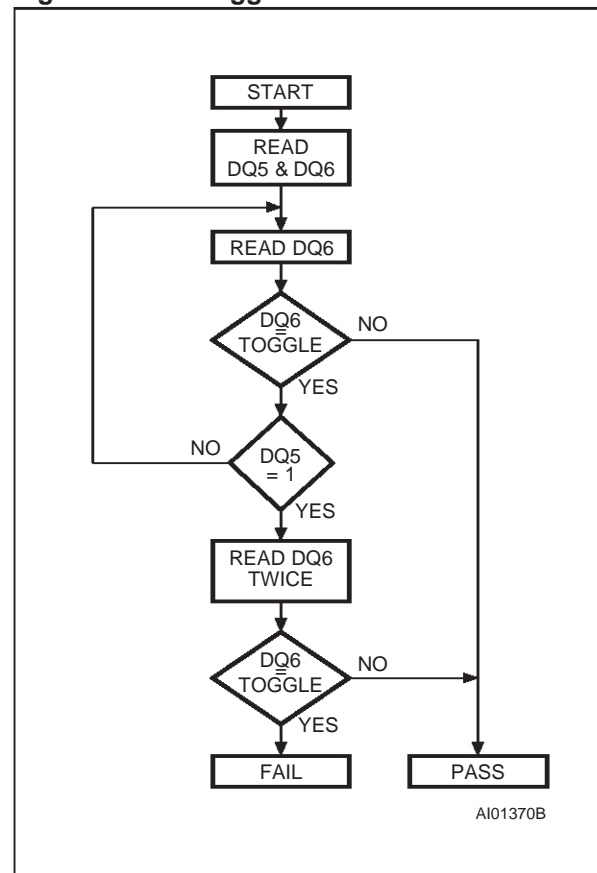 START
READ
DQ5 & DQ6
READ DQ6
DQ6
=
TOGGLE
NO
YES
NO
DQ5
= 1
YES
READ DQ6
TWICE
DQ6
=
TOGGLE
NO
YES
FAIL
PASS
AI01370B